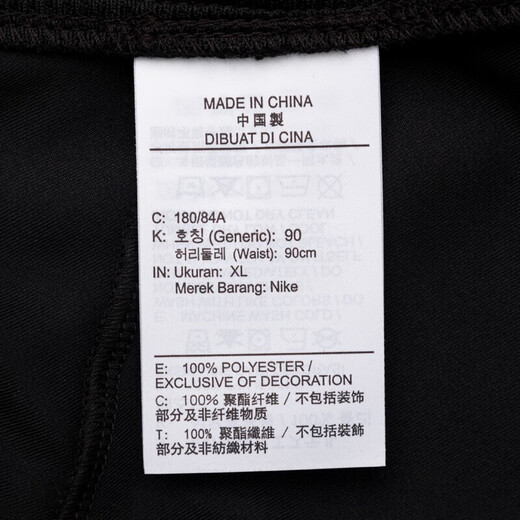 MADE IN CHINA
中国製
DIBUAT DI CINA
C: 180/84A
K: 호칭 (Generic): 90
허리둘레 (Waist): 90cm
IN: Ukuran: XL
Merek Barang: Nike
E: 100% POLYESTER /
EXCLUSIVE OF DECORATION
C: 100% 聚酯纤维 / 不包括装饰
部分及非纤维物质
T: 100% 聚酯纖維 / 不包括裝飾
部分及非紡織材料